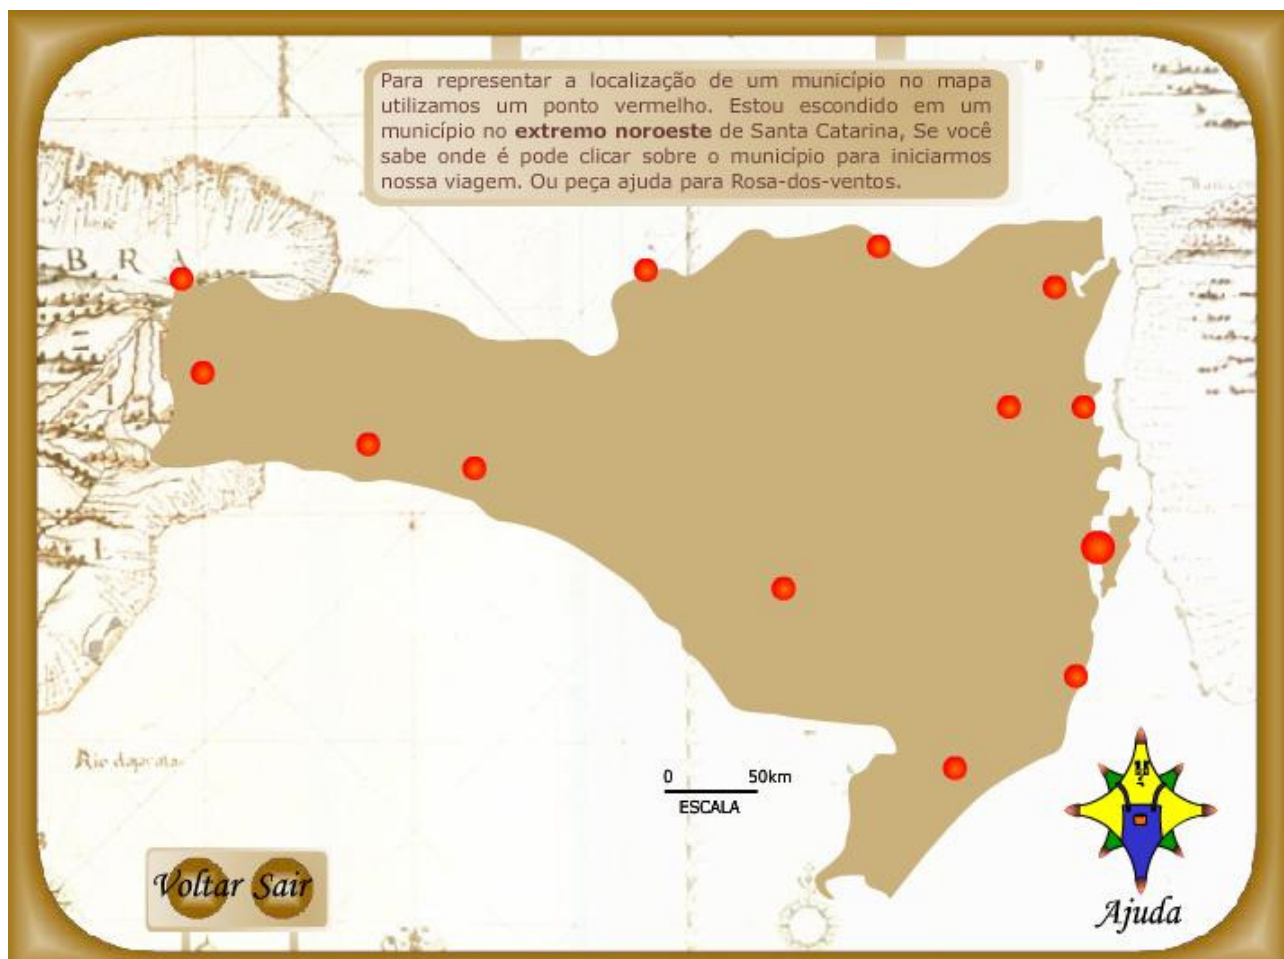 Para representar a localização de um município no mapa
utilizamos um ponto vermelho. Estou escondido em um
município no extremo noroeste de Santa Catarina, Se você
sabe onde é pode clicar sobre o município para iniciarmos
nossa viagem. Ou peça ajuda para Rosa-dos-ventos.
B R A
I
L
0 50km
ESCALA
Voltar Sair
Ajuda